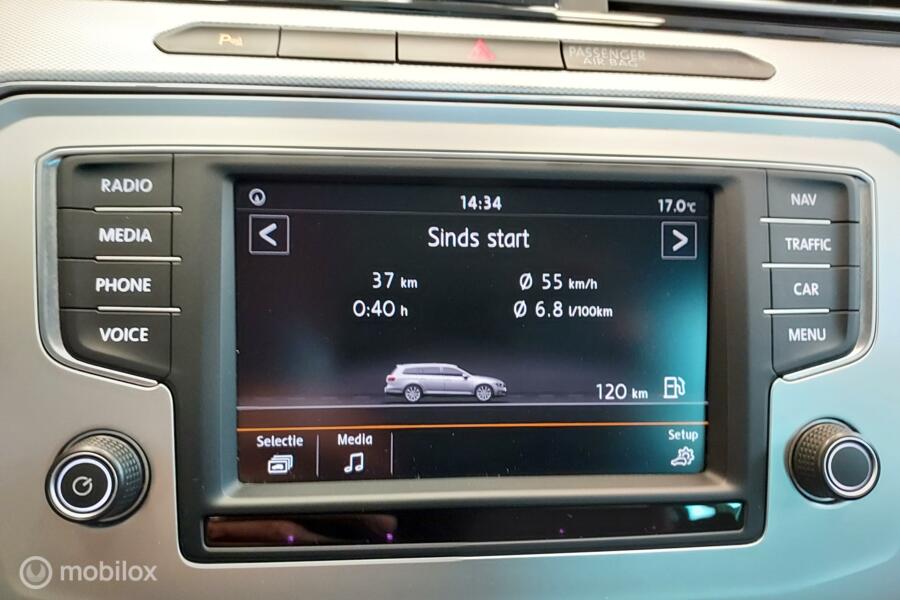 PASSENGER
AIR BAG
RADIO
MEDIA
PHONE
VOICE
14:34
17.0°C
<
Sinds start
>
37 km
Ø 55 km/h
0:40 h
Ø 6.8 l/100km
120 km
Selectie
Media
Setup
NAV
TRAFFIC
CAR
MENU
mobilox